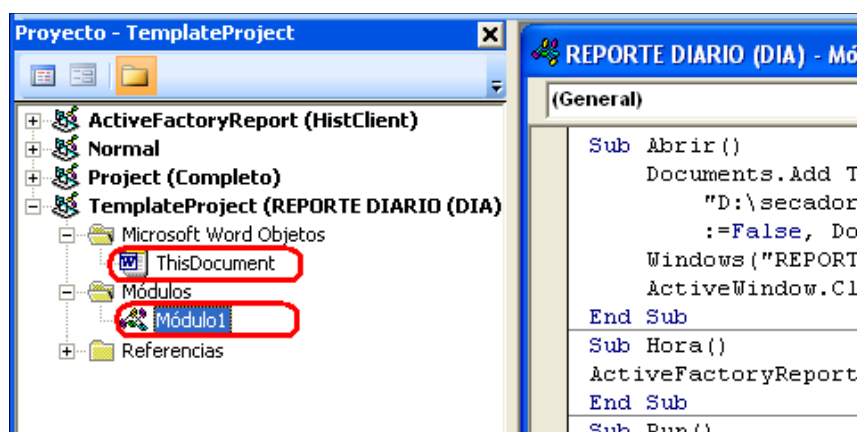 Proyecto - TemplateProject
ActiveFactoryReport (HistClient)
Normal
Project (Completo)
TemplateProject (REPORTE DIARIO (DIA)
Microsoft Word Objetos
ThisDocument
Módulos
Módulo1
Referencias
REPORTE DIARIO (DIA) - Mó
(General)
Sub Abrir()
Documents.Add T
"D:\secador
:=False, Do
Windows("REPORT
ActiveWindow.Cl
End Sub
Sub Hora()
ActiveFactoryReport
End Sub
Sub Run()